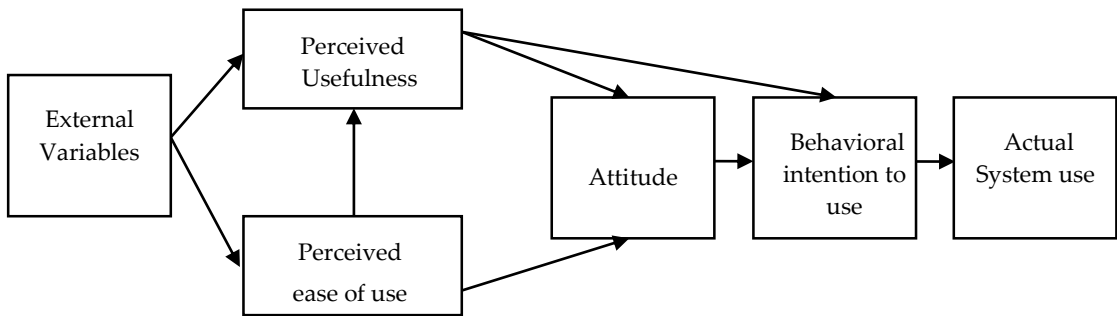 External
Variables
Perceived
Usefulness
Perceived
ease of use
Attitude
Behavioral
intention to
use
Actual
System use